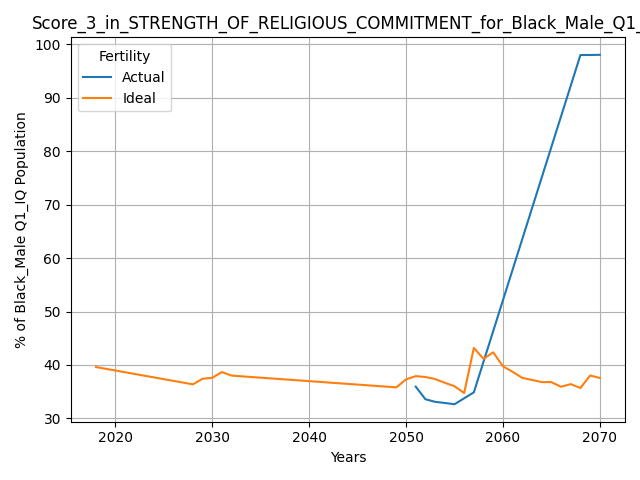 Score_3_in_STRENGTH_OF_RELIGIOUS_COMMITMENT_for_Black_Male_Q1_
Fertility
Actual
Ideal
100
90
80
70
60
50
40
30
% of Black_Male Q1_IQ Population
2020
2030
2040
2050
2060
2070
Years